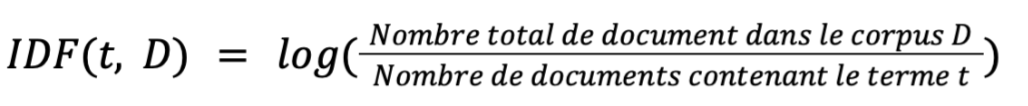 IDF(t, D) = log(Nombre total de document dans le corpus D
Nombre de documents contenant le terme t)